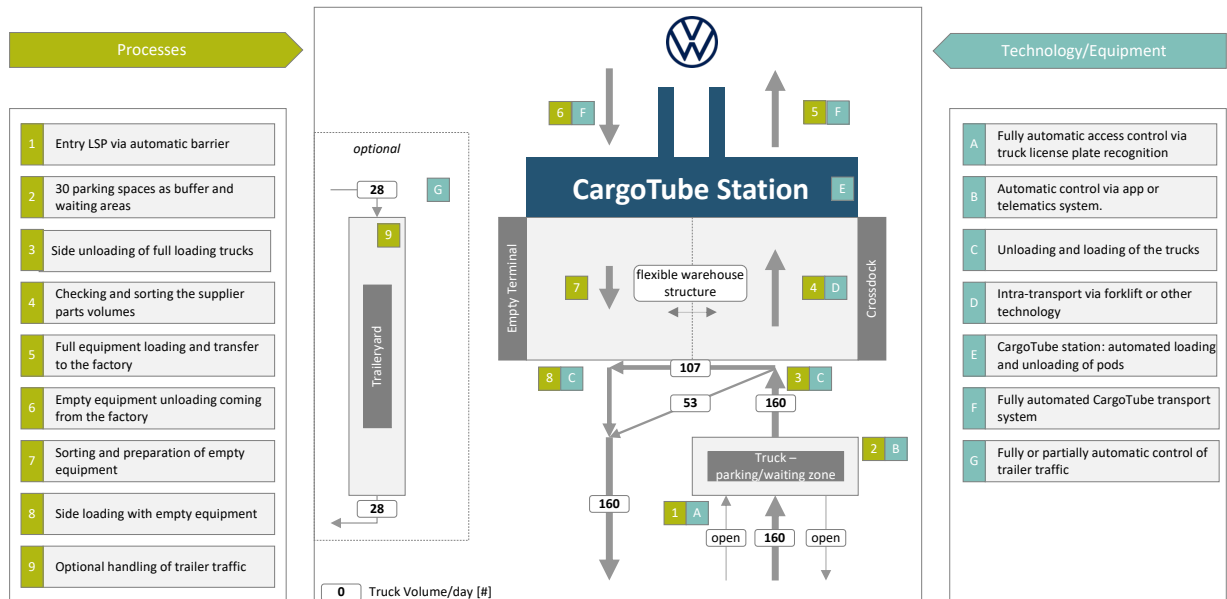 Processes
1
Entry LSP via automatic barrier
2
30 parking spaces as buffer and
waiting areas
3
Side unloading of full loading trucks
4
Checking and sorting the supplier
parts volumes
5
Full equipment loading and transfer
to the factory
6
Empty equipment unloading coming
from the factory
7
Sorting and preparation of empty
equipment
8
Side loading with empty equipment
9
Optional handling of trailer traffic
optional
28
G
9
Traileryard
28
6 F
5 F
CargoTube Station
E
Empty Terminal
7
flexible warehouse
structure
4 D
Crossdock
8 C
107
3 C
53
160
Truck –
parking/waiting zone
2 B
160
1 A
open
160
open
0 Truck Volume/day [#]
Technology/Equipment
A
Fully automatic access control via
truck license plate recognition
B
Automatic control via app or
telematics system.
C
Unloading and loading of the trucks
D
Intra-transport via forklift or other
technology
E
CargoTube station: automated loading
and unloading of pods
F
Fully automated CargoTube transport
system
G
Fully or partially automatic control of
trailer traffic